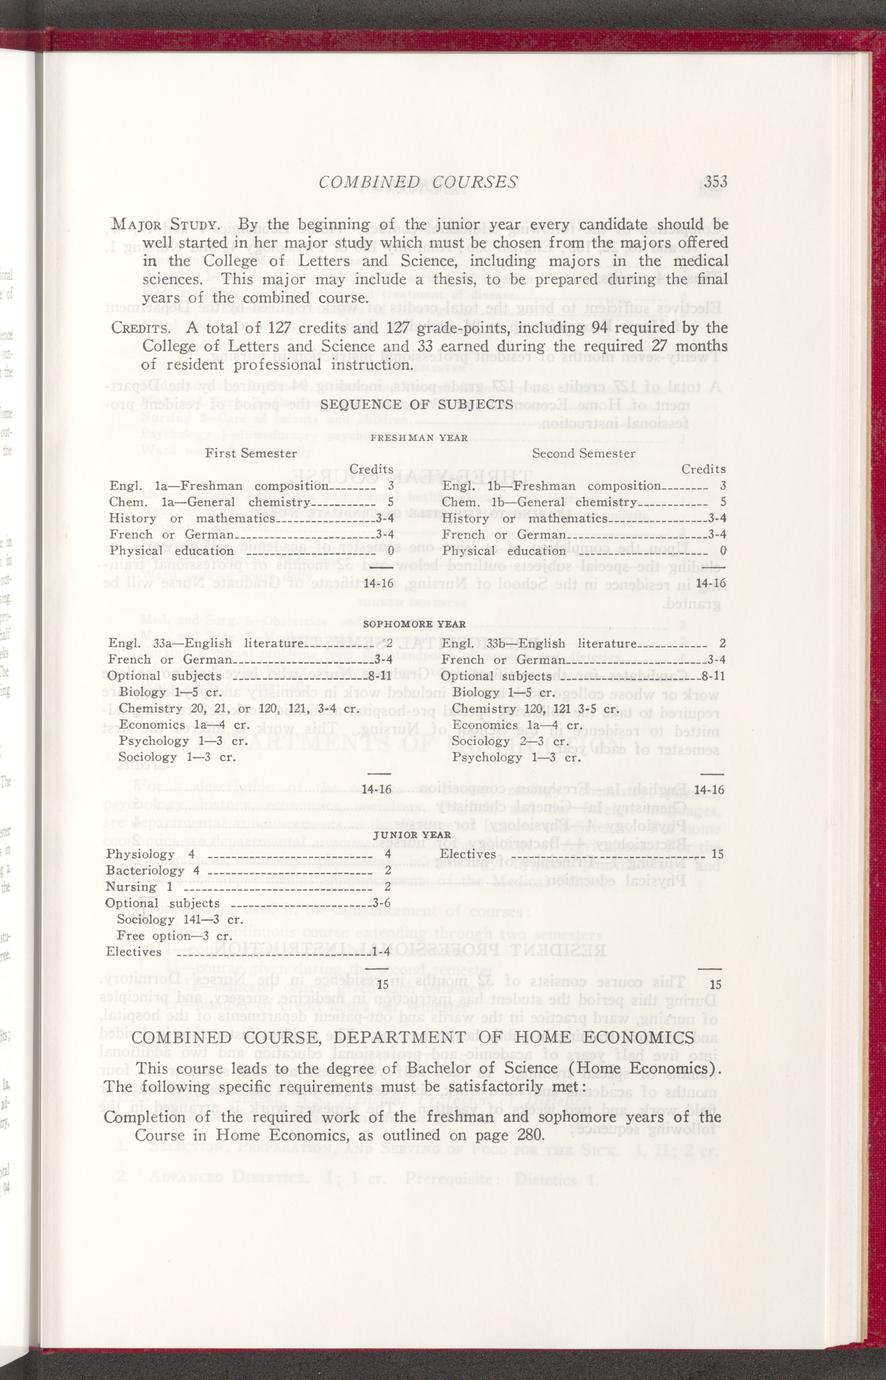 COMBINED COURSES 353
MAJOR STUDY. By the beginning of the junior year every candidate should be
well started in her major study which must be chosen from the majors offered
in the College of Letters and Science, including majors in the medical
sciences. This major may include a thesis, to be prepared during the final
years of the combined course.
CREDITS. A total of 127 credits and 127 grade-points, including 94 required by the
College of Letters and Science and 33 earned during the required 27 months
of resident professional instruction.
SEQUENCE OF SUBJECTS
FRESHMAN YEAR
First Semester
Credits
Engl. 1a—Freshman composition-------- 3
Chem. 1a—General chemistry----------- 5
History or mathematics-----------------3-4
French or German------------------------3-4
Physical education ---------------------- 0
14-16
Second Semester
Credits
Engl. 1b—Freshman composition-------- 3
Chem. 1b—General chemistry------------ 5
History or mathematics-----------------3-4
French or German------------------------3-4
Physical education ---------------------- 0
14-16
SOPHOMORE YEAR
Engl. 33a—English literature------------ 2
French or German------------------------3-4
Optional subjects -----------------------8-11
Biology 1—5 cr.
Chemistry 20, 21, or 120, 121, 3-4 cr.
Economics 1a—4 cr.
Psychology 1—3 cr.
Sociology 1—3 cr.
14-16
Engl. 33b—English literature------------ 2
French or German------------------------3-4
Optional subjects ------------------------8-11
Biology 1—5 cr.
Chemistry 120, 121 3-5 cr.
Economics 1a—4 cr.
Sociology 2—3 cr.
Psychology 1—3 cr.
14-16
JUNIOR YEAR
Physiology 4 ---------------------------- 4
Bacteriology 4 ---------------------------- 2
Nursing 1 -------------------------------- 2
Optional subjects ------------------------3-6
Sociology 141—3 cr.
Free option—3 cr.
Electives ---------------------------------1-4
15
Electives --------------------------------- 15
15
COMBINED COURSE, DEPARTMENT OF HOME ECONOMICS
This course leads to the degree of Bachelor of Science (Home Economics).
The following specific requirements must be satisfactorily met:
Completion of the required work of the freshman and sophomore years of the
Course in Home Economics, as outlined on page 280.